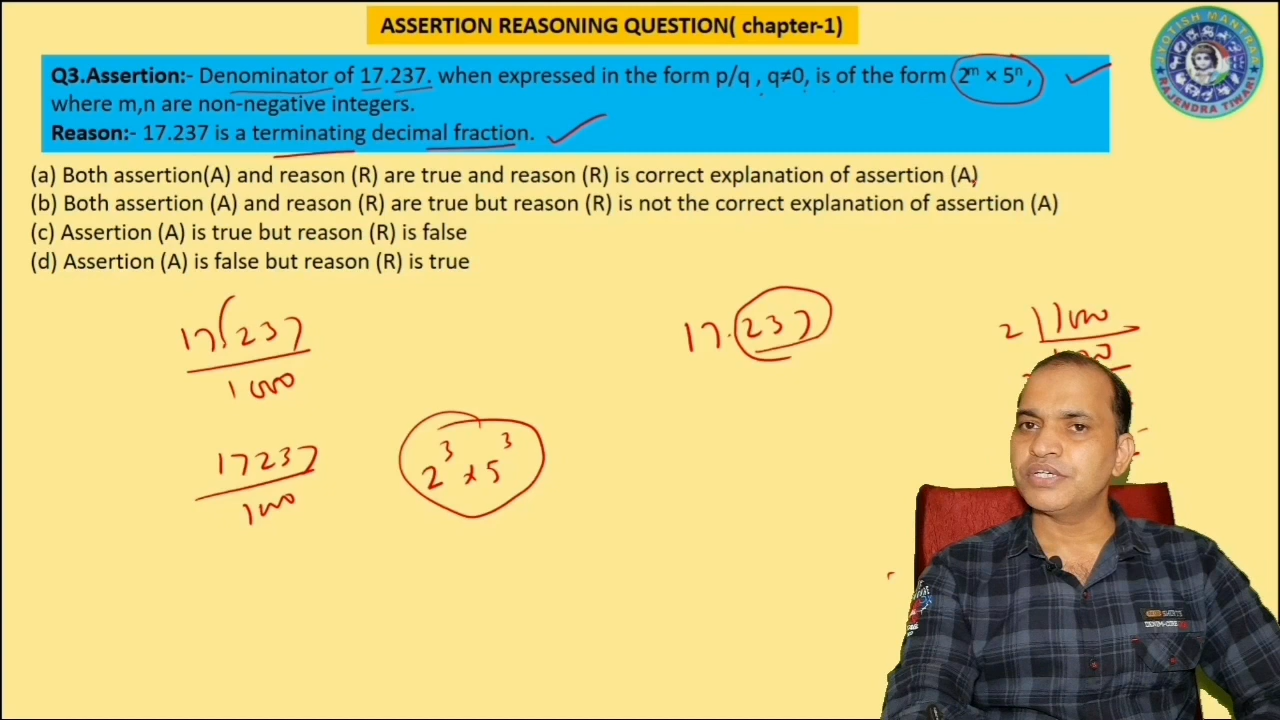 ASSERTION REASONING QUESTION( chapter-1)
Q3.Assertion:- Denominator of 17.237. when expressed in the form p/q , q≠0, is of the form 2ᵐ × 5ⁿ,
where m,n are non-negative integers.
Reason:- 17.237 is a terminating decimal fraction.
(a) Both assertion(A) and reason (R) are true and reason (R) is correct explanation of assertion (A)
(b) Both assertion (A) and reason (R) are true but reason (R) is not the correct explanation of assertion (A)
(c) Assertion (A) is true but reason (R) is false
(d) Assertion (A) is false but reason (R) is true
17 237
1000
17.237
2 1000
17237
1000
2³ × 5³
JYOTISH MANTRAA
RAJENDRA TIWARI